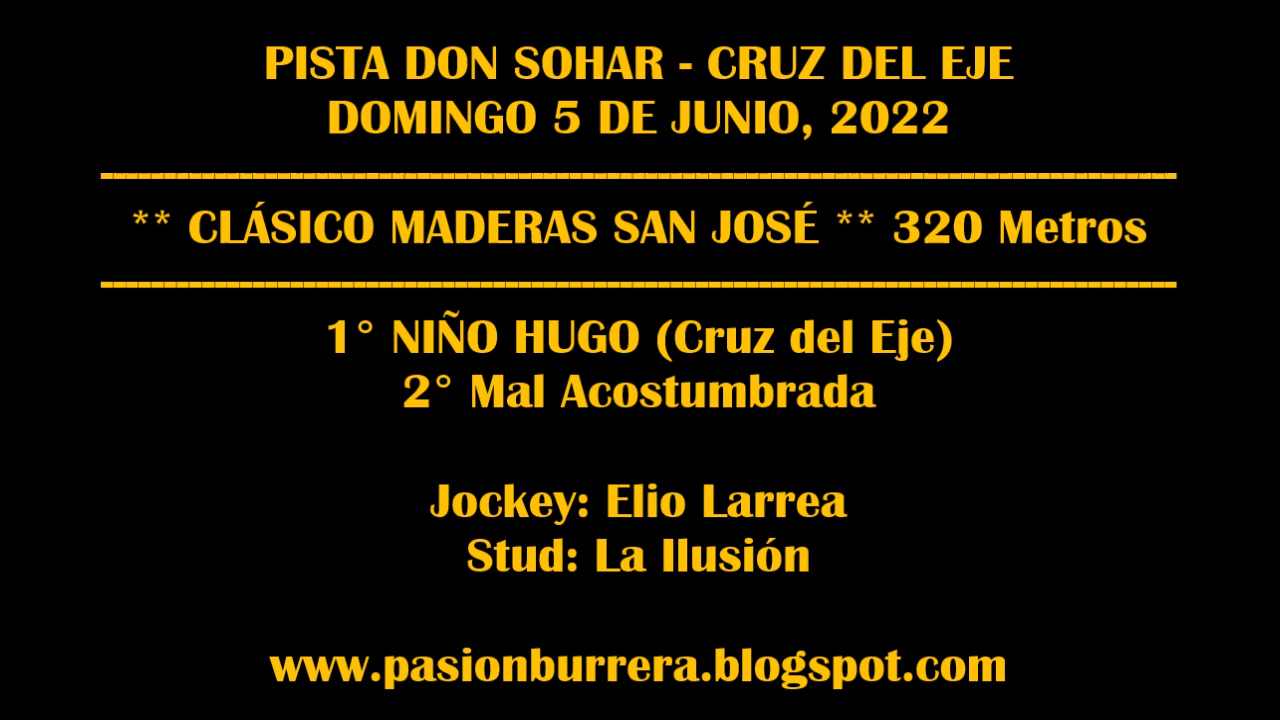 PISTA DON SOHAR - CRUZ DEL EJE
DOMINGO 5 DE JUNIO, 2022
** CLÁSICO MADERAS SAN JOSÉ ** 320 Metros
1° NIÑO HUGO (Cruz del Eje)
2° Mal Acostumbrada
Jockey: Elio Larrea
Stud: La Ilusión
www.pasionburrera.blogspot.com